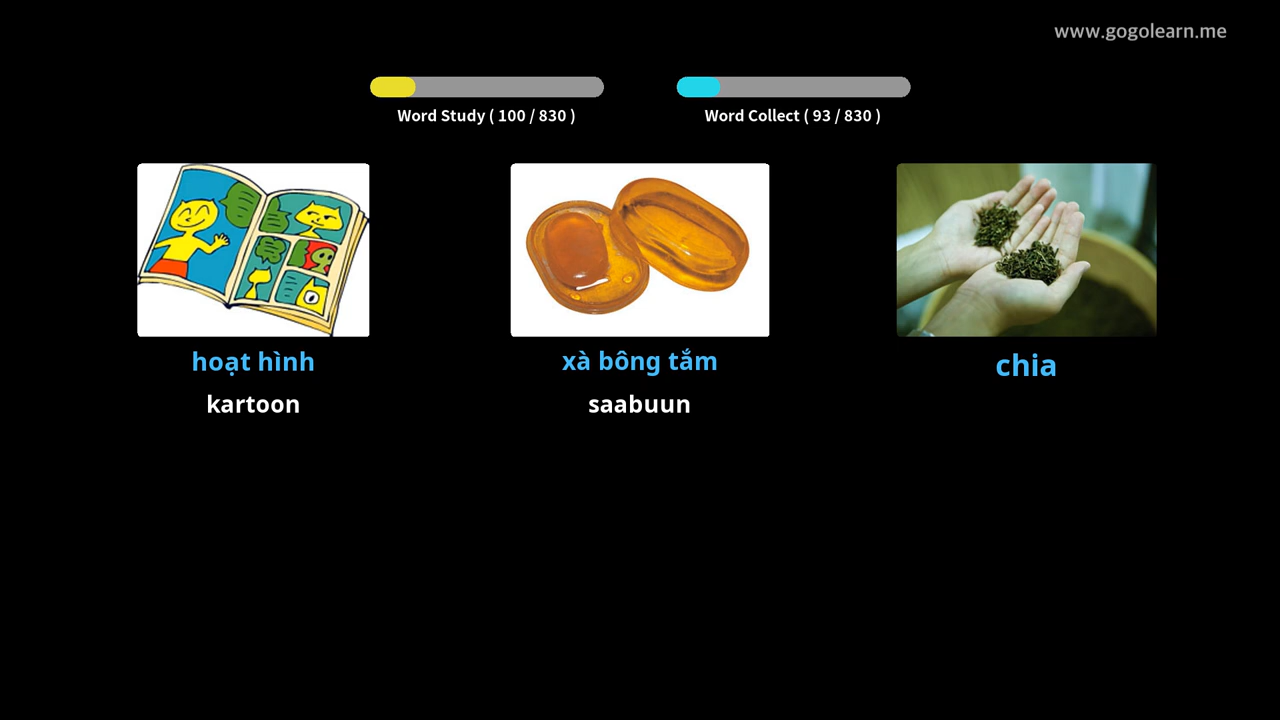 www.gogolearn.me
Word Study ( 100 / 830 )
Word Collect ( 93 / 830 )
hoạt hình
xà bông tắm
chia
kartoon
saabuun